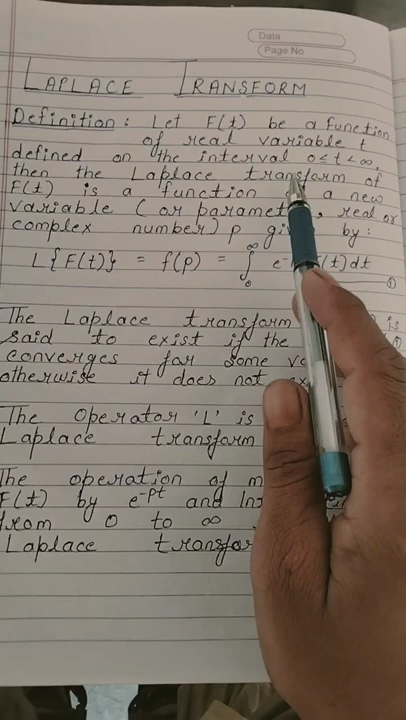 Date
Page No
LAPLACE TRANSFORM
Definition: Let F(t) be a function
of real variable t
defined on the interval 0<t<∞,
then the Laplace transform of
F(t) is a function a new
variable (or , real or
complex number) p by:
L{F(t)} = f(p) = ∫₀^∞ (t) dt
①
The Laplace transform is
said to exist if the ①
converges for some
otherwise it does not
The Operator 'L' is
Laplace transform
The operation of
F(t) by e^-pt and
from 0 to ∞
Laplace